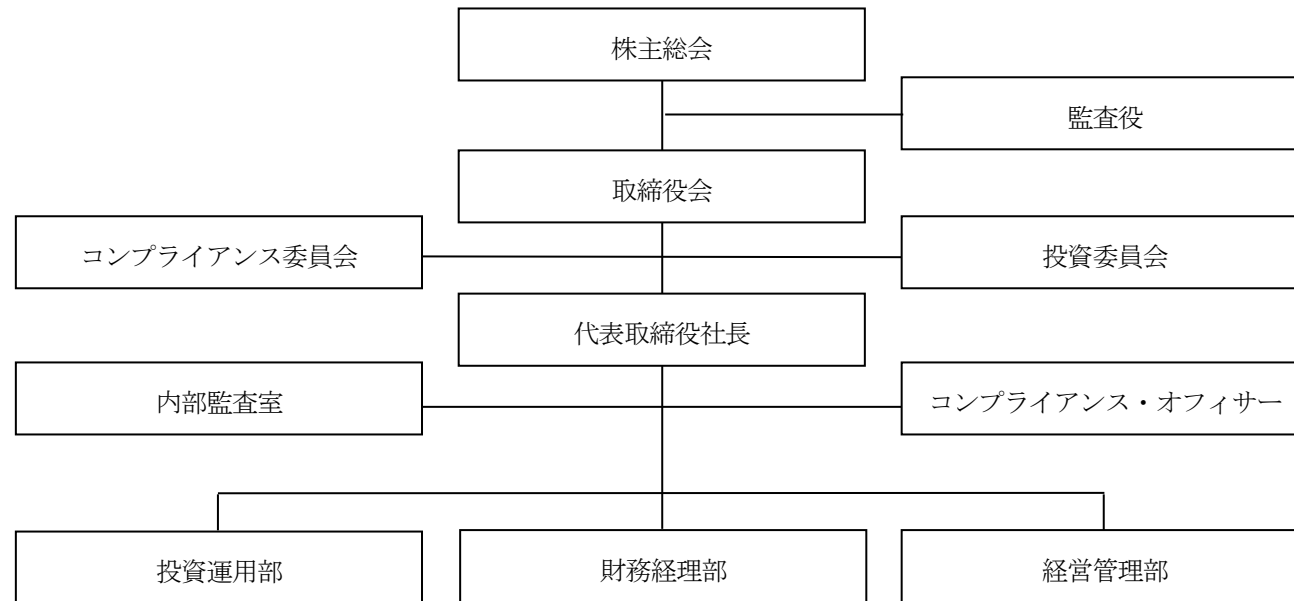 株主総会
監査役
取締役会
コンプライアンス委員会
投資委員会
代表取締役社長
内部監査室
コンプライアンス・オフィサー
投資運用部
財務経理部
経営管理部